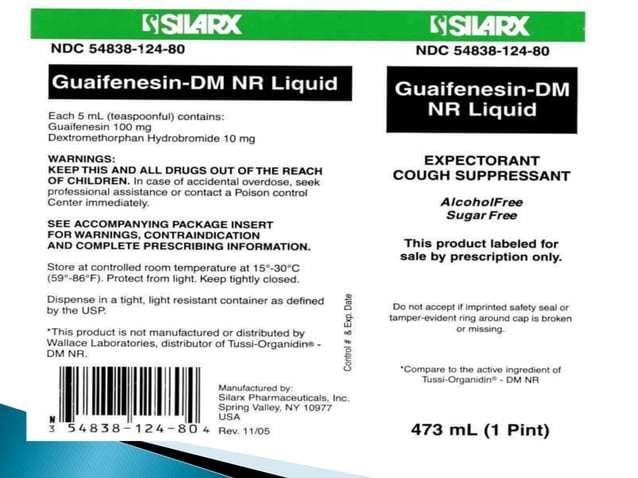 SILARX
NDC 54838-124-80
Guaifenesin-DM NR Liquid
Each 5 mL (teaspoonful) contains:
Guaifenesin 100 mg
Dextromethorphan Hydrobromide 10 mg
WARNINGS:
KEEP THIS AND ALL DRUGS OUT OF THE REACH
OF CHILDREN. In case of accidental overdose, seek
professional assistance or contact a Poison control
Center immediately.
SEE ACCOMPANYING PACKAGE INSERT
FOR WARNINGS, CONTRAINDICATION
AND COMPLETE PRESCRIBING INFORMATION.
Store at controlled room temperature at 15°-30°C
(59°-86°F). Protect from light. Keep tightly closed.
Dispense in a tight, light resistant container as defined
by the USP.
*This product is not manufactured or distributed by
Wallace Laboratories, distributor of Tussi-Organidin® -
DM NR.
Control # & Exp. Date
N
3 54838-124-80 4
Manufactured by:
Silarx Pharmaceuticals, Inc.
Spring Valley, NY 10977
USA
Rev. 11/05
SILARX
NDC 54838-124-80
Guaifenesin-DM
NR Liquid
EXPECTORANT
COUGH SUPPRESSANT
AlcoholFree
Sugar Free
This product labeled for
sale by prescription only.
Do not accept if imprinted safety seal or
tamper-evident ring around cap is broken
or missing.
*Compare to the active ingredient of
Tussi-Organidin® - DM NR
473 mL (1 Pint)